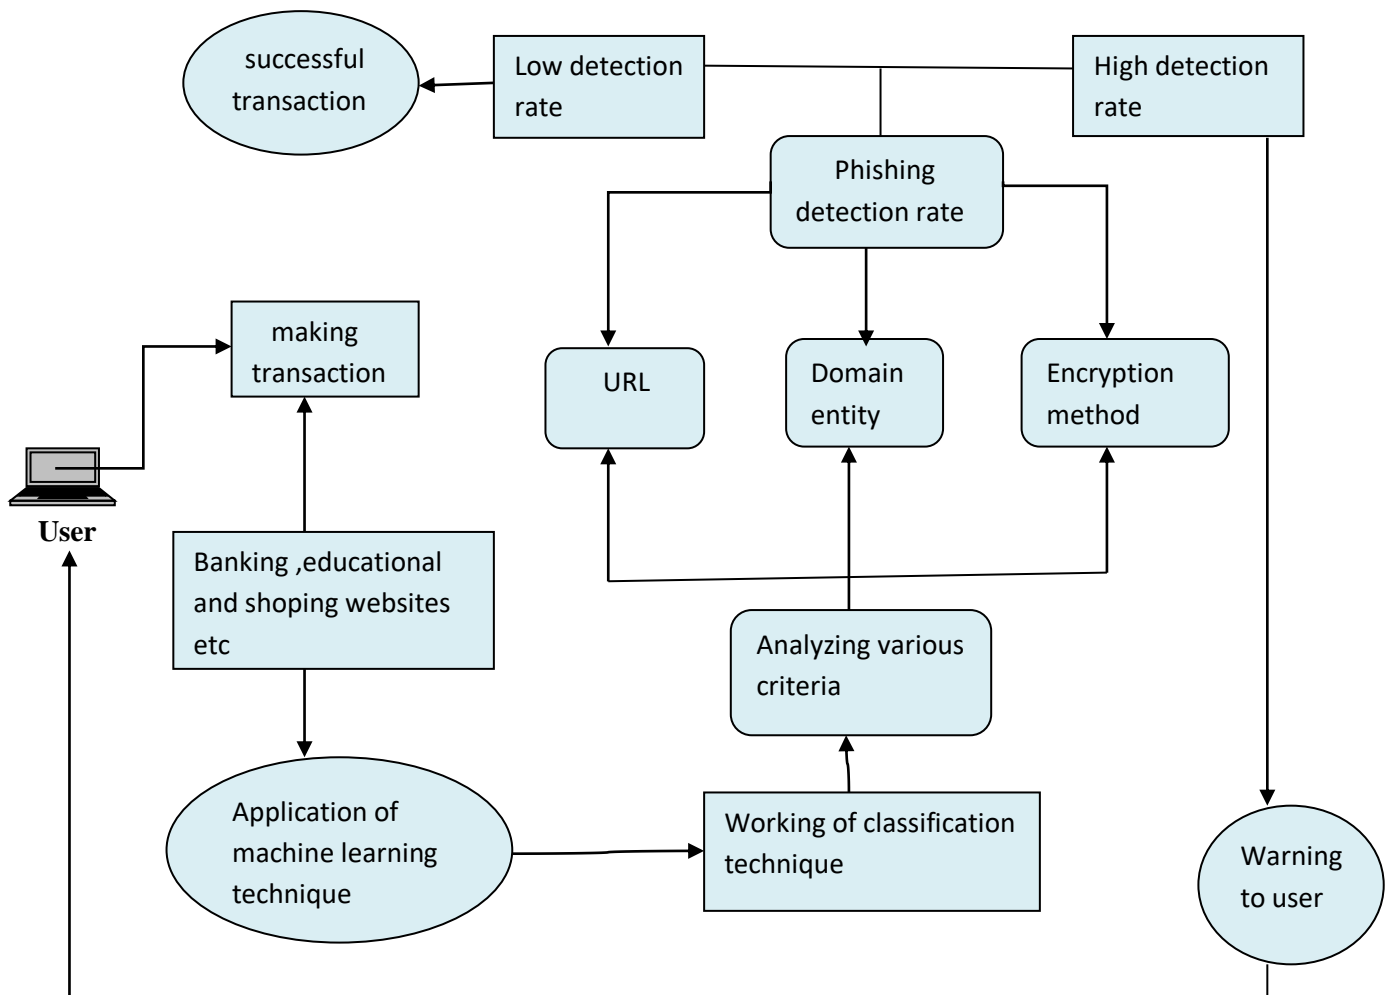 successful
transaction
Low detection
rate
High detection
rate
Phishing
detection rate
making
transaction
URL
Domain
entity
Encryption
method
User
Banking ,educational
and shoping websites
etc
Analyzing various
criteria
Application of
machine learning
technique
Working of classification
technique
Warning
to user